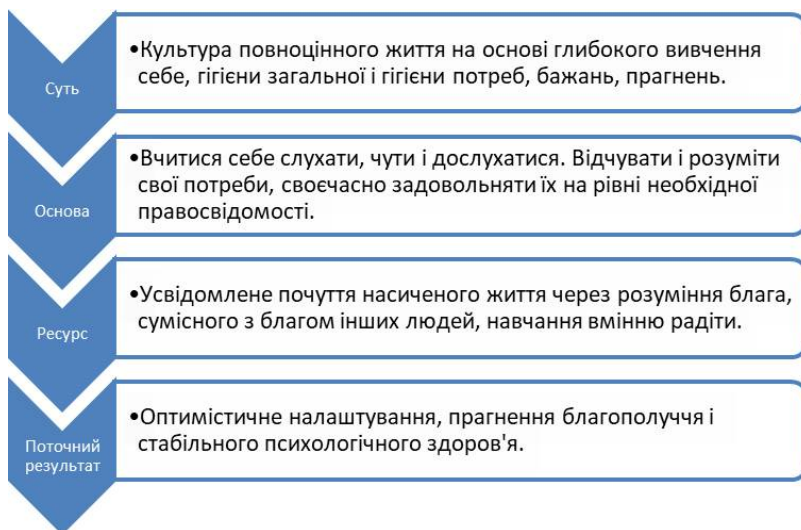 Суть
•Культура повноцінного життя на основі глибокого вивчення
себе, гігієни загальної і гігієни потреб, бажань, прагнень.
Основа
•Вчитися себе слухати, чути і дослухатися. Відчувати і розуміти
свої потреби, своєчасно задовольняти їх на рівні необхідної
правосвідомості.
Ресурс
•Усвідомлене почуття насиченого життя через розуміння блага,
сумісного з благом інших людей, навчання вмінню радіти.
Поточний
результат
•Оптимістичне налаштування, прагнення благополуччя і
стабільного психологічного здоров'я.